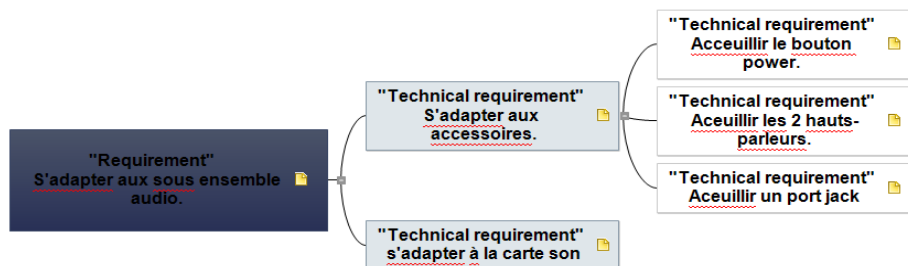 "Requirement"
S'adapter aux sous ensemble
audio.
"Technical requirement"
S'adapter aux
accessoires.
"Technical requirement"
Acceuillir le bouton
power.
"Technical requirement"
Aceuillir les 2 hauts-
parleurs.
"Technical requirement"
Aceuillir un port jack
"Technical requirement"
s'adapter à la carte son